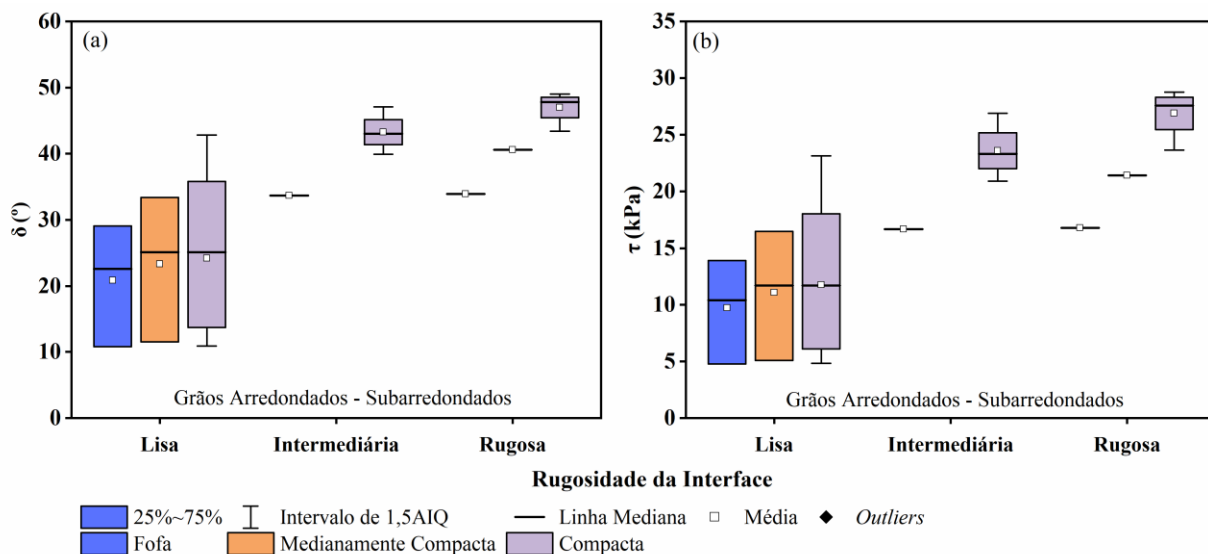 (a)
60
50
40
30
20
10
0
δ (º)
Grãos Arredondados - Subarredondados
Lisa
Intermediária
Rugosa
(b)
35
30
25
20
15
10
5
0
τ (kPa)
Grãos Arredondados - Subarredondados
Lisa
Intermediária
Rugosa
Rugosidade da Interface
25%~75% Intervalo de 1,5AIQ Linha Mediana Média Outliers
Fofa Medianamente Compacta Compacta